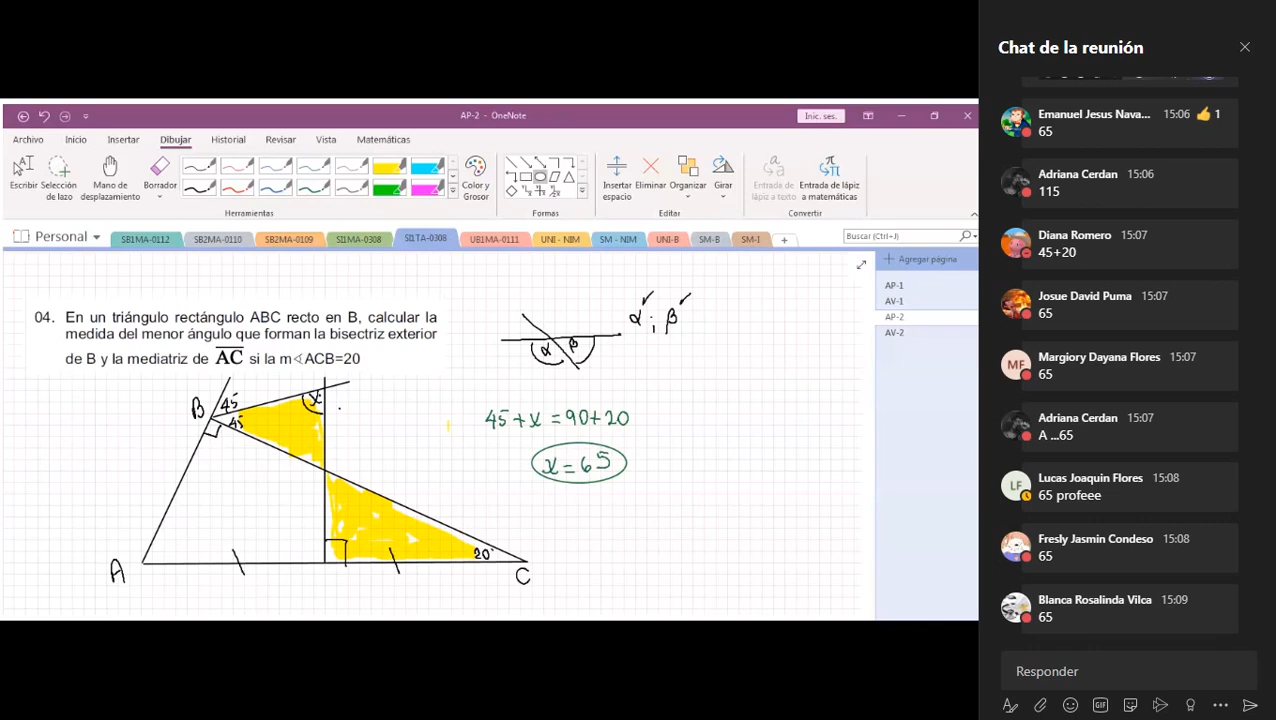 Chat de la reunión
AP-2 - OneNote
Inic. ses.
Archivo
Inicio
Insertar
Dibujar
Historial
Revisar
Vista
Matemáticas
Escribir
Selección de lazo
Mano de desplazamiento
Borrador
Color y Grosor
Insertar espacio
Eliminar
Organizar
Girar
Entrada de lápiz a texto
Entrada de lápiz a matemáticas
Herramientas
Formas
Editar
Convertir
Personal
SB1MA-0112
SB2MA-0110
SB2MA-0109
SI1MA-0308
SI1TA-0308
UB1MA-0111
UNI - NIM
SM - NIM
UNI-B
SM-B
SM-I
Buscar (Ctrl+J)
Agregar página
AP-1
AV-1
AP-2
AV-2
04. En un triángulo rectángulo ABC recto en B, calcular la
medida del menor ángulo que forman la bisectriz exterior
de B y la mediatriz de AC si la m∢ACB=20
α ; β
α β
B 45
45
x
45+x = 90+20
x = 65
20°
A
C
Emanuel Jesus Nava... 15:06 👍 1
65
Adriana Cerdan 15:06
115
Diana Romero 15:07
45+20
Josue David Puma 15:07
65
MF Margiory Dayana Flores 15:07
65
Adriana Cerdan 15:07
A ...65
LF Lucas Joaquin Flores 15:08
65 profeee
Fresly Jasmin Condeso 15:08
65
Blanca Rosalinda Vilca 15:09
65
Responder